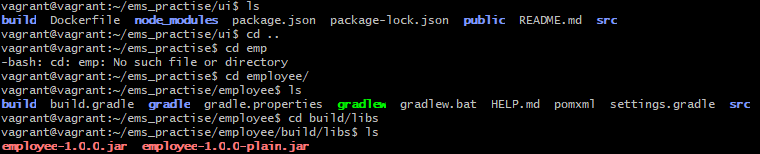 vagrant@vagrant:~/ems_practise/ui$ ls
build Dockerfile node_modules package.json package-lock.json public README.md src
vagrant@vagrant:~/ems_practise/ui$ cd ..
vagrant@vagrant:~/ems_practise$ cd emp
-bash: cd: emp: No such file or directory
vagrant@vagrant:~/ems_practise$ cd employee/
vagrant@vagrant:~/ems_practise/employee$ ls
build build.gradle gradle gradle.properties gradlew gradlew.bat HELP.md pomxml settings.gradle src
vagrant@vagrant:~/ems_practise/employee$ cd build/libs
vagrant@vagrant:~/ems_practise/employee/build/libs$ ls
employee-1.0.0.jar employee-1.0.0-plain.jar